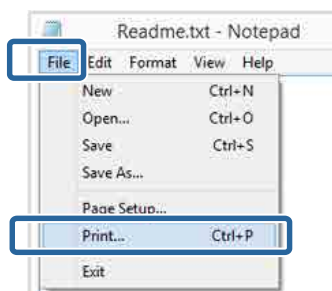 Readme.txt - Notepad
File Edit Format View Help
New Ctrl+N
Open... Ctrl+O
Save Ctrl+S
Save As...
Page Setup...
Print... Ctrl+P
Exit